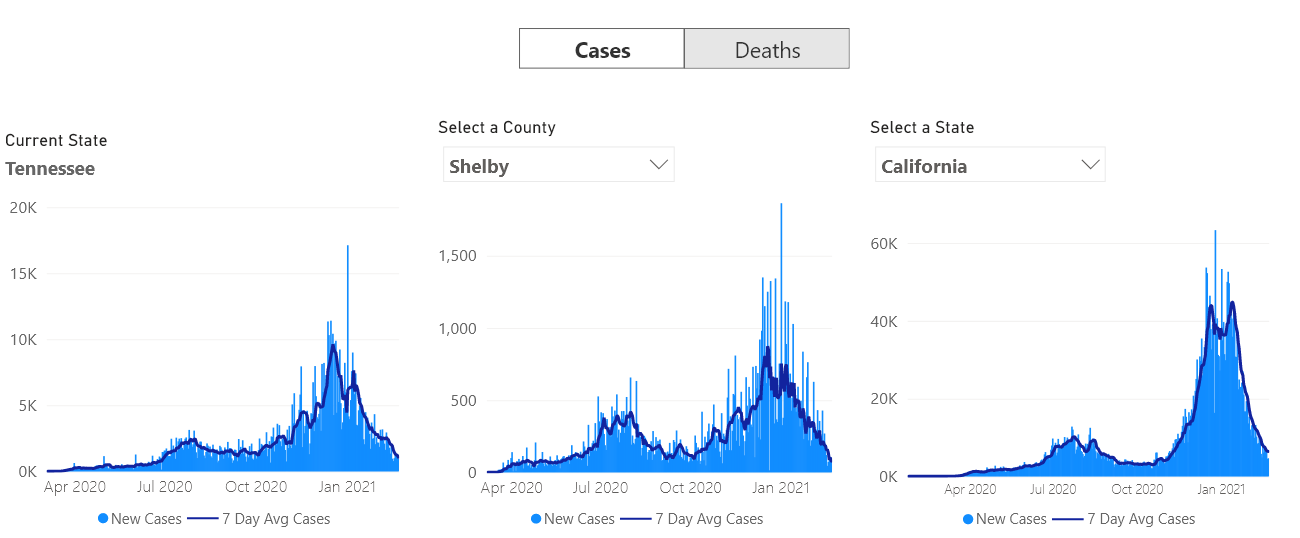 Cases Deaths
Current State
Tennessee
20K
15K
10K
5K
0K
Apr 2020 Jul 2020 Oct 2020 Jan 2021
New Cases 7 Day Avg Cases
Select a County
Shelby
1,500
1,000
500
0
Apr 2020 Jul 2020 Oct 2020 Jan 2021
New Cases 7 Day Avg Cases
Select a State
California
60K
40K
20K
0K
Apr 2020 Jul 2020 Oct 2020 Jan 2021
New Cases 7 Day Avg Cases